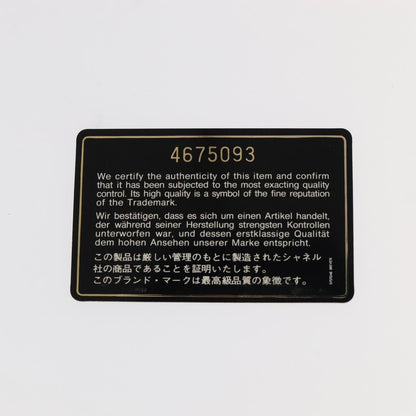 4675093
We certify the authenticity of this item and confirm
that it has been subjected to the most exacting quality
control. Its high quality is a symbol of the fine reputation
of the Trademark.
Wir bestätigen, dass es sich um einen Artikel handelt,
der während seiner Herstellung strengsten Kontrollen
unterworfen war, und dessen erstklassige Qualität
dem hohen Ansehen unserer Marke entspricht.
この製品は厳しい管理のもとに製造されたシャネル
社の商品であることを証明いたします。
このブランド・マークは最高級品質の象徴です。